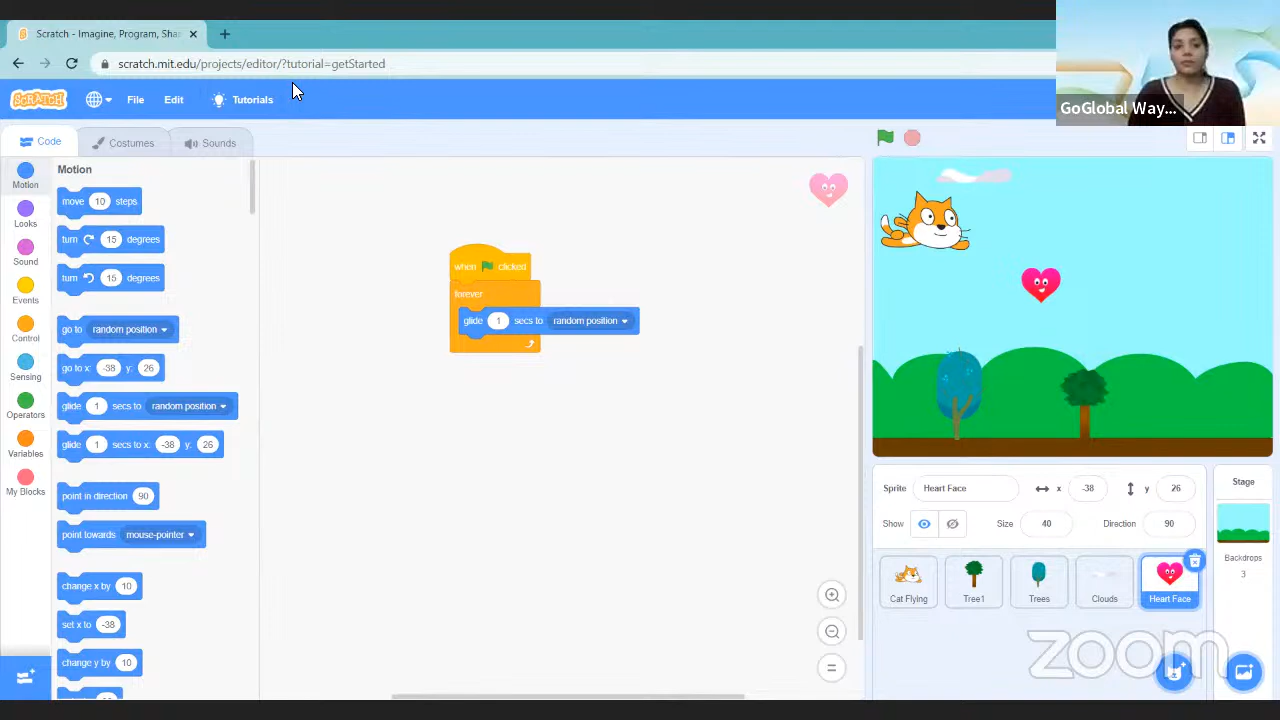 Scratch - Imagine, Program, Sha
scratch.mit.edu/projects/editor/?tutorial=getStarted
GoGlobal Way...
SCRATCH
File
Edit
Tutorials
Code
Costumes
Sounds
Motion
Looks
Sound
Events
Control
Sensing
Operators
Variables
My Blocks
Motion
move 10 steps
turn 15 degrees
turn 15 degrees
go to random position
go to x: -38 y: 26
glide 1 secs to random position
glide 1 secs to x: -38 y: 26
point in direction 90
point towards mouse-pointer
change x by 10
set x to -38
change y by 10
when clicked
forever
glide 1 secs to random position
Sprite Heart Face x -38 y 26
Show Size 40 Direction 90
Cat Flying
Tree1
Trees
Clouds
Heart Face
Stage
Backdrops
3
zoom